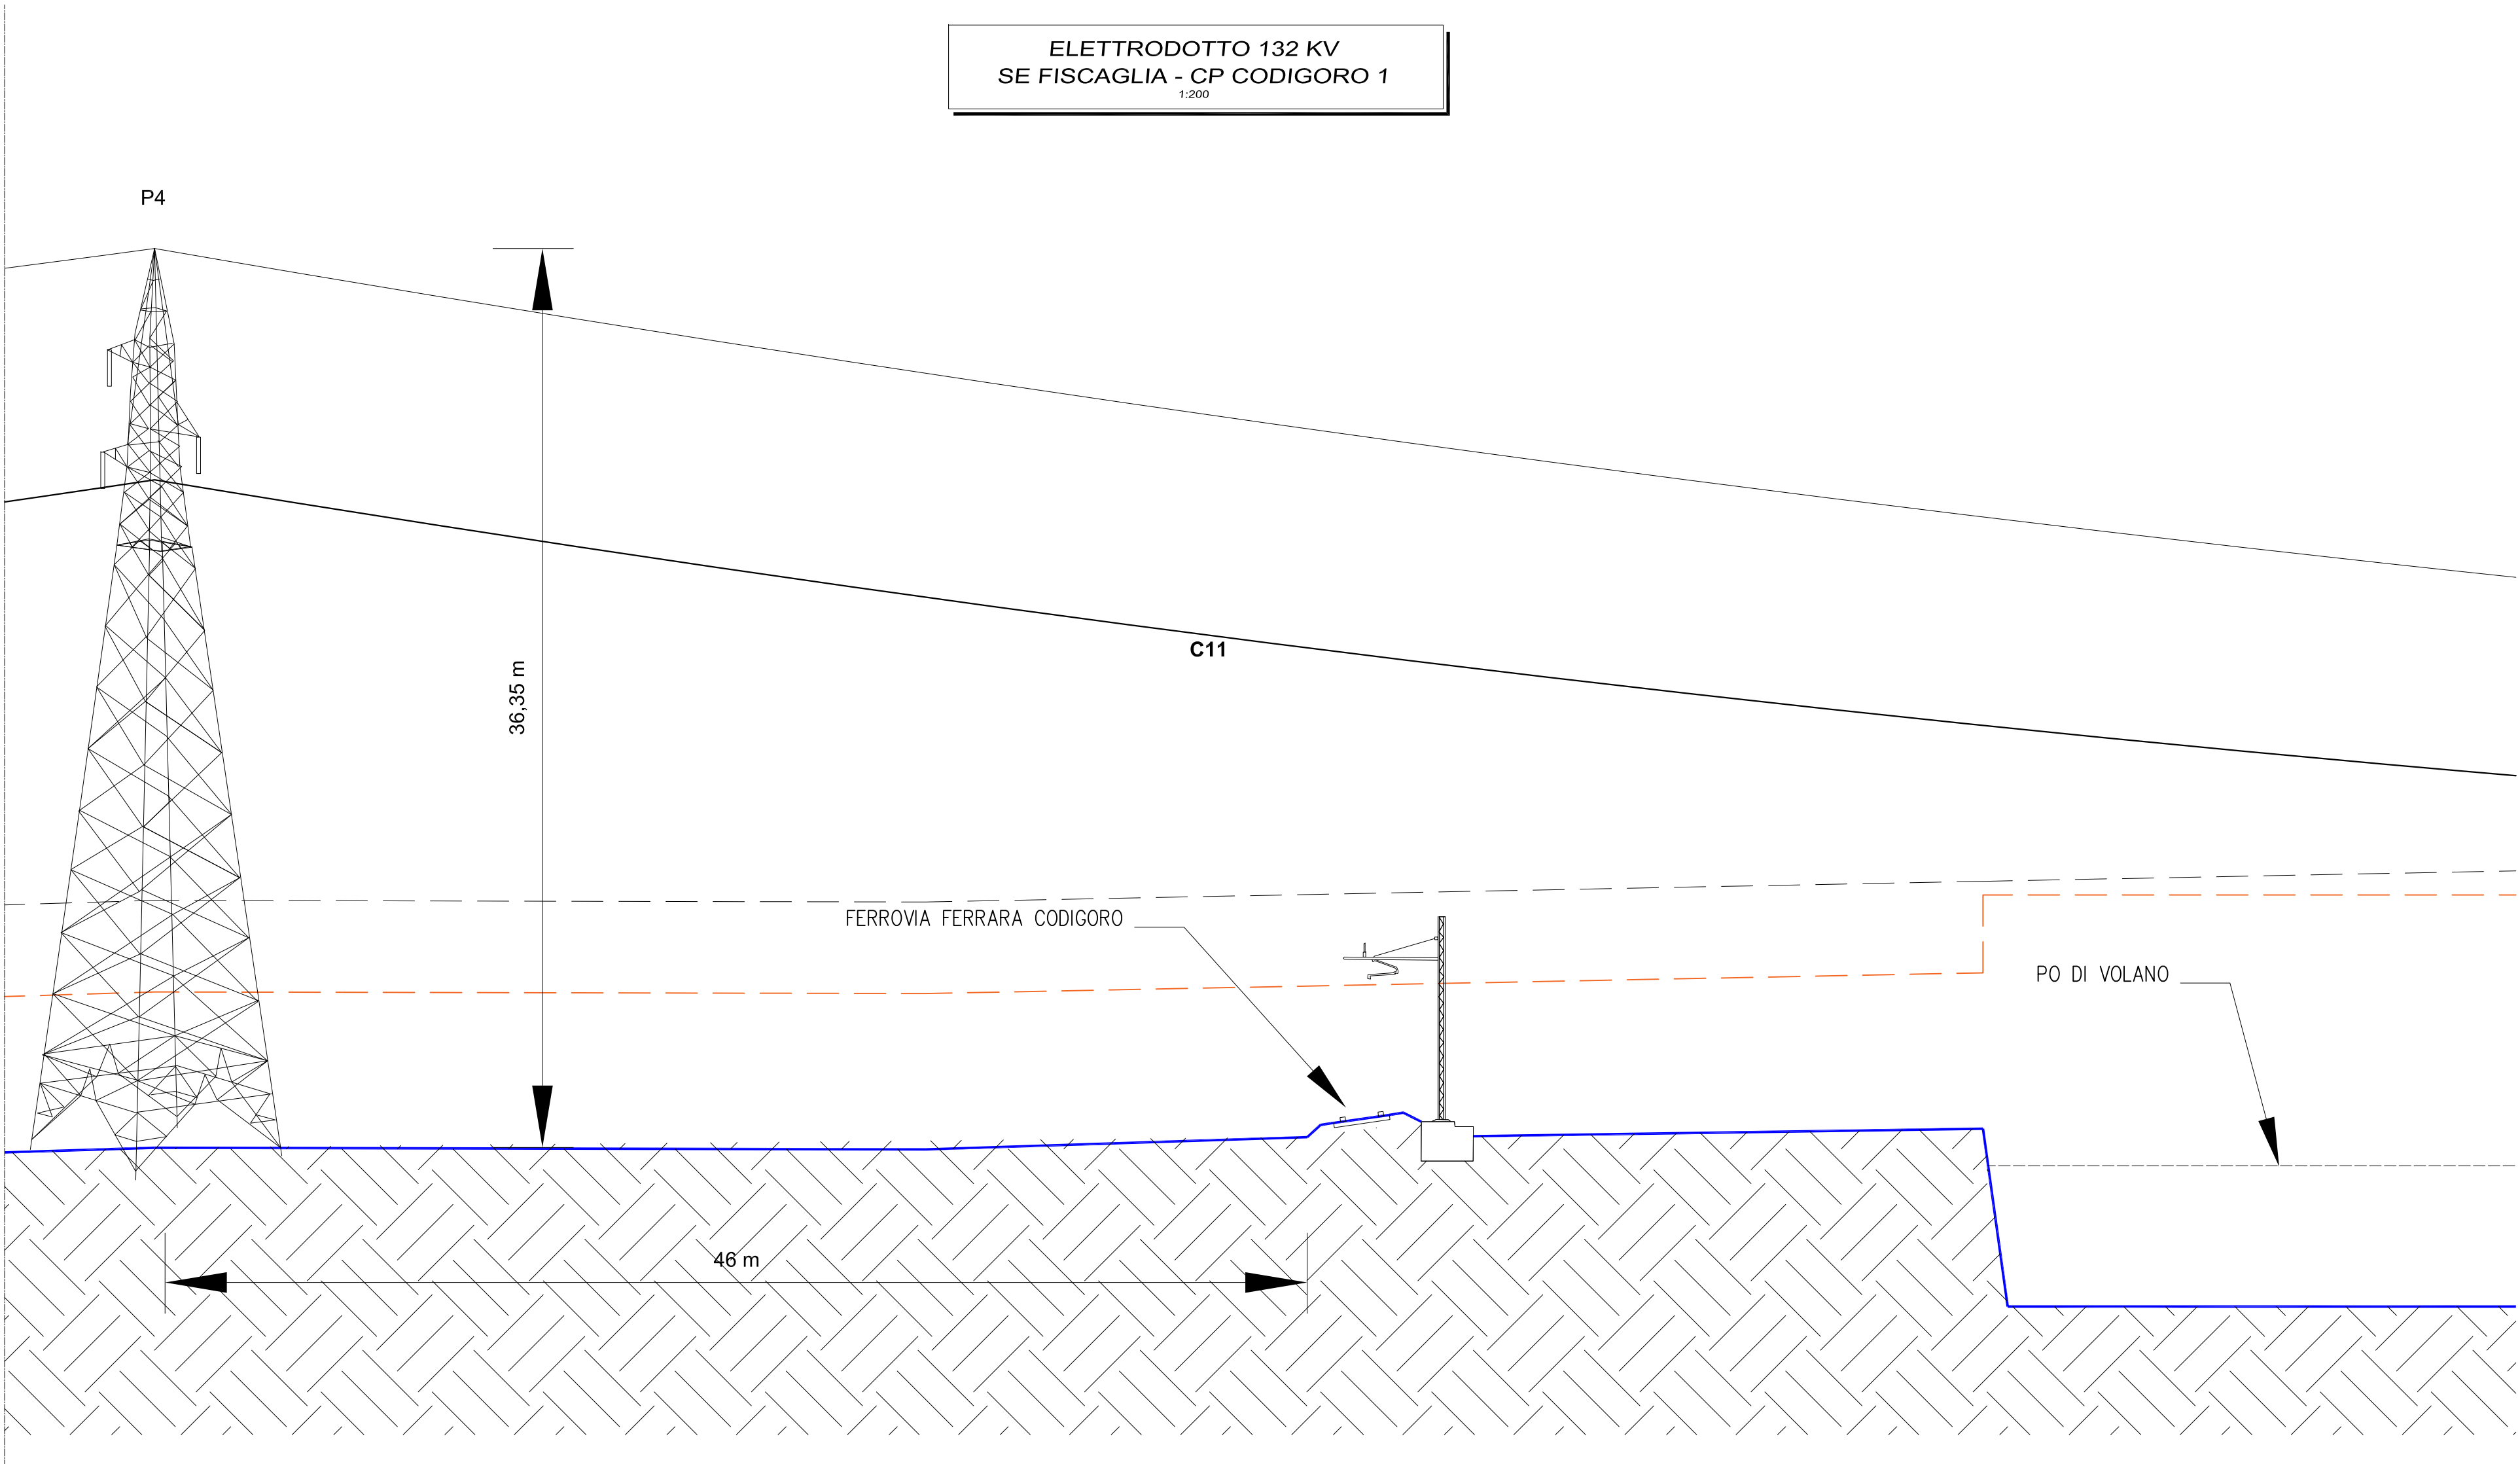 ELETTRODOTTO 132 KV
SE FISCAGLIA - CP CODIGORO 1
1:200
P4
36,35 m
C11
FERROVIA FERRARA CODIGORO
PO DI VOLANO
46 m